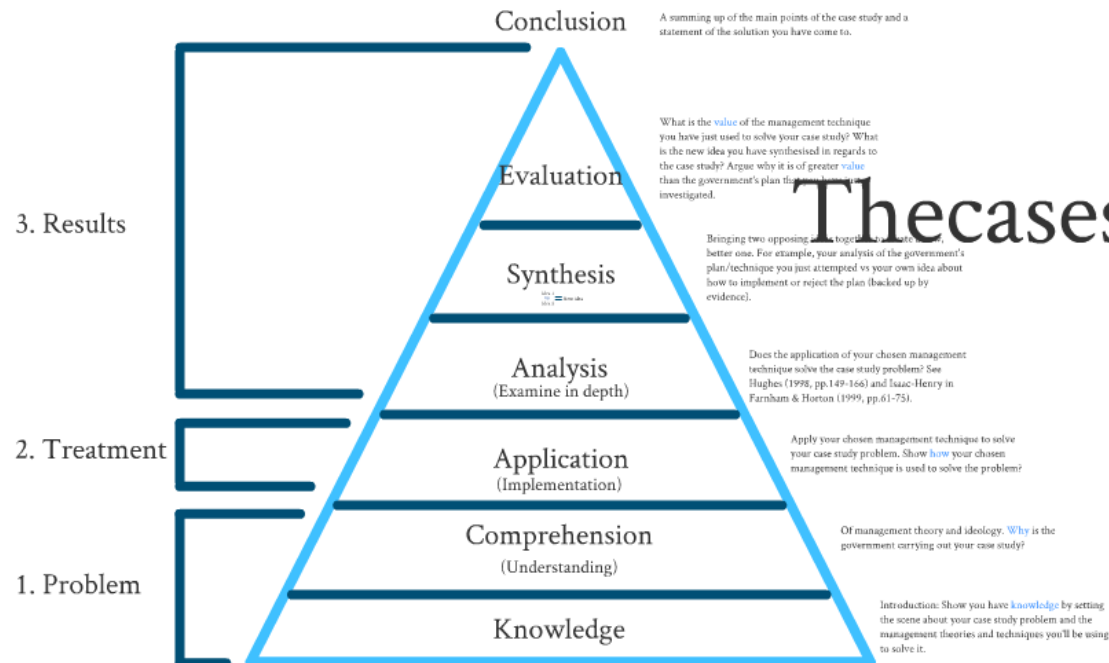 Conclusion
A summing up of the main points of the case study and a
statement of the solution you have come to.
What is the value of the management technique
you have just used to solve your case study? What
is the new idea you have synthesised in regards to
the case study? Argue why it is of greater value
than the government's plan that you have just
investigated.
Evaluation
Thecases
3. Results
Bringing two opposing ideas together to create a new,
better one. For example, your analysis of the government's
plan/technique you just attempted vs your own idea about
how to implement or reject the plan (backed up by
evidence).
Synthesis
Analysis
(Examine in depth)
Does the application of your chosen management
technique solve the case study problem? See
Hughes (1998, pp.149-166) and Isaac-Henry in
Farnham & Horton (1999, pp.61-75).
2. Treatment
Application
(Implementation)
Apply your chosen management technique to solve
your case study problem. Show how your chosen
management technique is used to solve the problem?
Comprehension
(Understanding)
Of management theory and ideology. Why is the
government carrying out your case study?
1. Problem
Knowledge
Introduction: Show you have knowledge by setting
the scene about your case study problem and the
management theories and techniques you'll be using
to solve it.